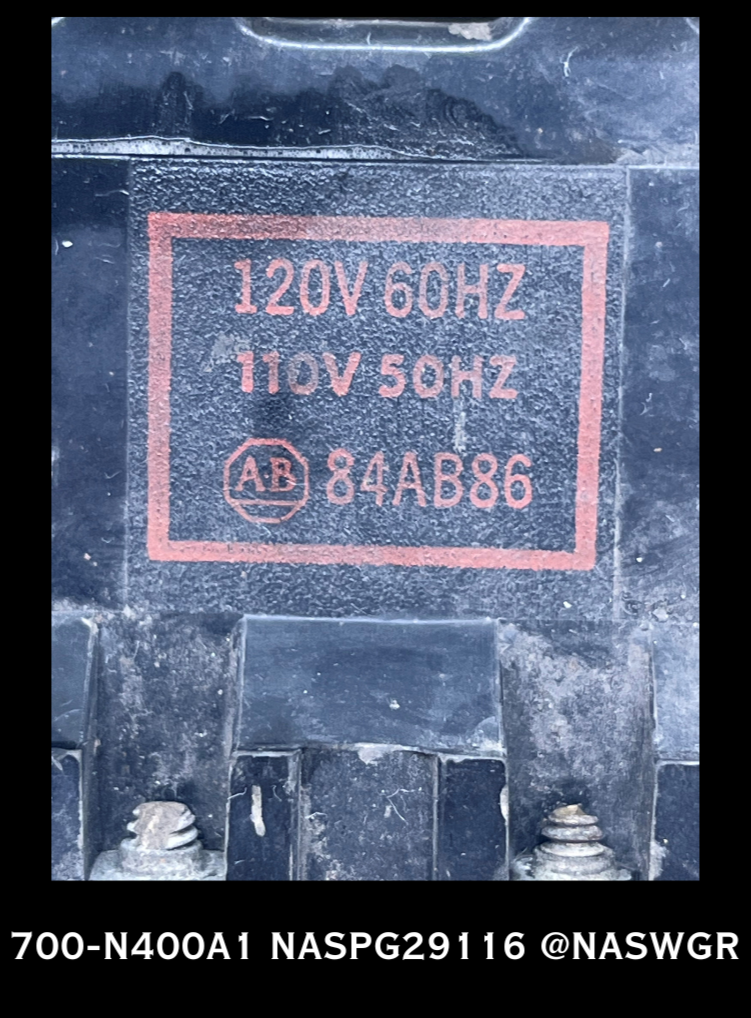 120V 60HZ
110V 50HZ
AB 84AB86
700-N400A1 NASPG29116 @NASWGR